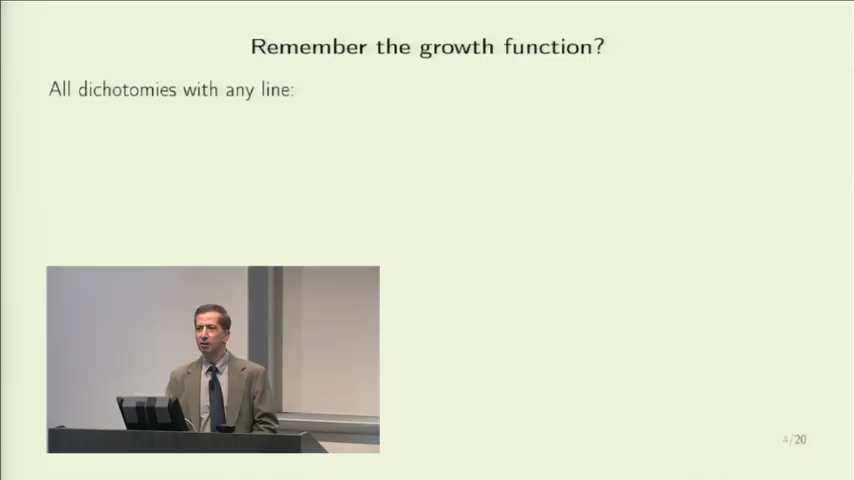 Remember the growth function?
All dichotomies with any line:
4/20